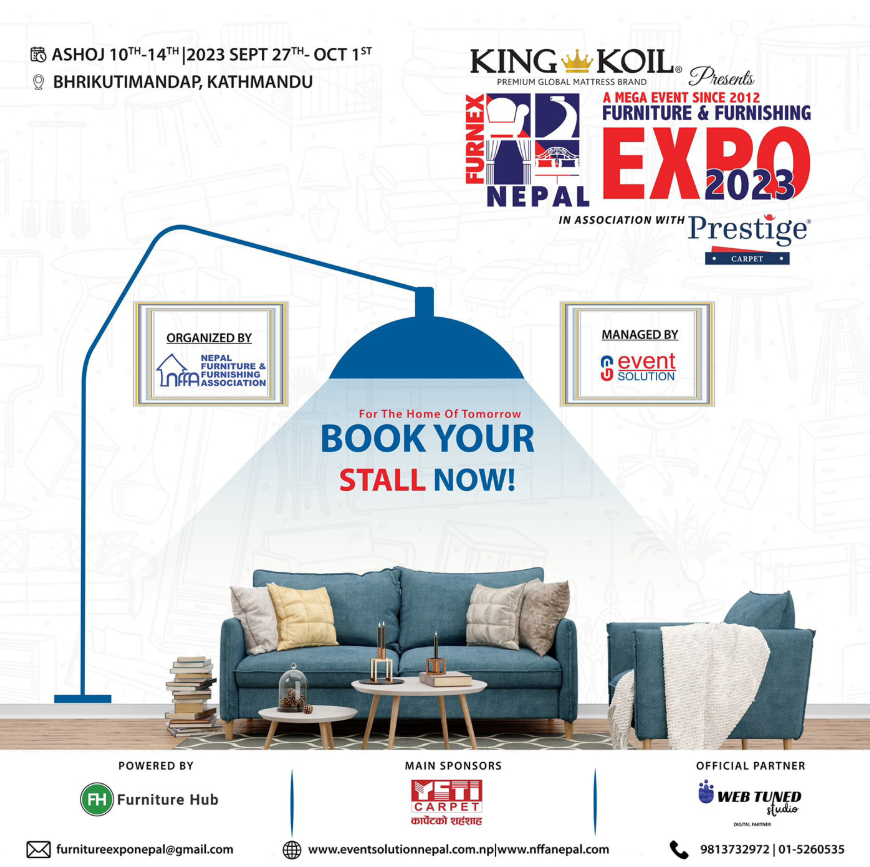 ASHOJ 10TH-14TH|2023 SEPT 27TH- OCT 1ST
BHRIKUTIMANDAP, KATHMANDU
KING KOIL®
PREMIUM GLOBAL MATTRESS BRAND
Presents
FURNEX
NEPAL
A MEGA EVENT SINCE 2012
FURNITURE & FURNISHING
EXPO
2023
IN ASSOCIATION WITH
Prestige®
CARPET
ORGANIZED BY
nffa
NEPAL
FURNITURE &
FURNISHING
ASSOCIATION
MANAGED BY
event
SOLUTION
For The Home Of Tomorrow
BOOK YOUR
STALL NOW!
POWERED BY
FH Furniture Hub
MAIN SPONSORS
YETI
CARPET
कार्पेटको शहंशाह
OFFICIAL PARTNER
WEB TUNED
studio
DIGITAL PARTNER
furnitureexponepal@gmail.com
www.eventsolutionnepal.com.np|www.nffanepal.com
9813732972 | 01-5260535